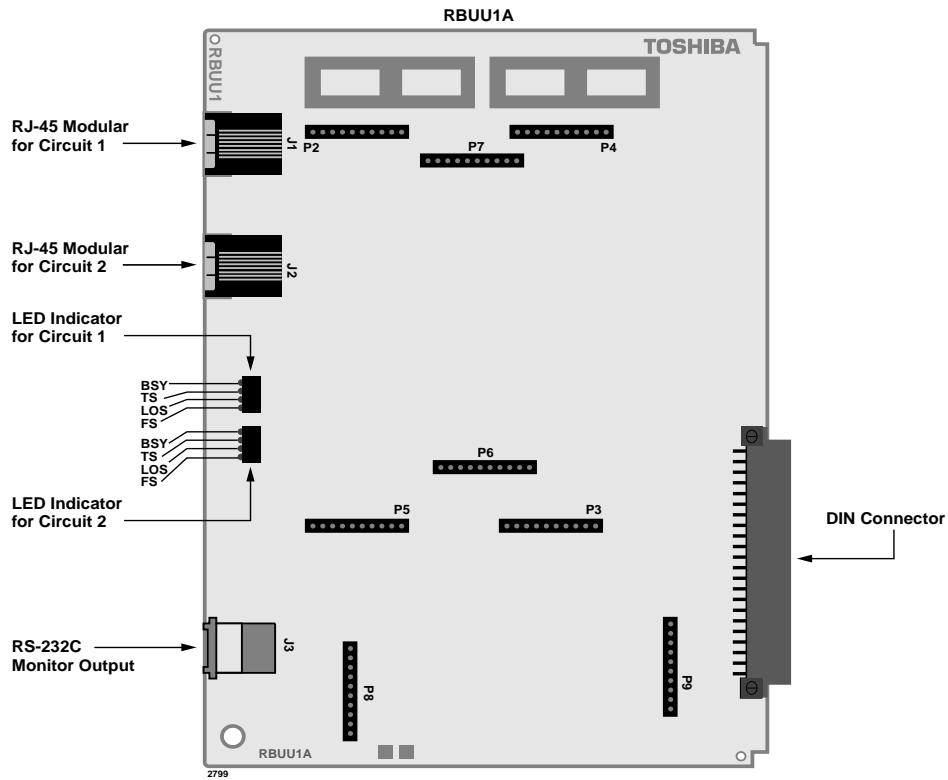 RBUU1A
TOSHIBA
RBUU1
RJ-45 Modular
for Circuit 1
J1
P2
P7
P4
RJ-45 Modular
for Circuit 2
J2
LED Indicator
for Circuit 1
BSY
TS
LOS
FS
BSY
TS
LOS
FS
LED Indicator
for Circuit 2
P6
P5
P3
DIN Connector
RS-232C
Monitor Output
J3
P8
P9
RBUU1A
2799